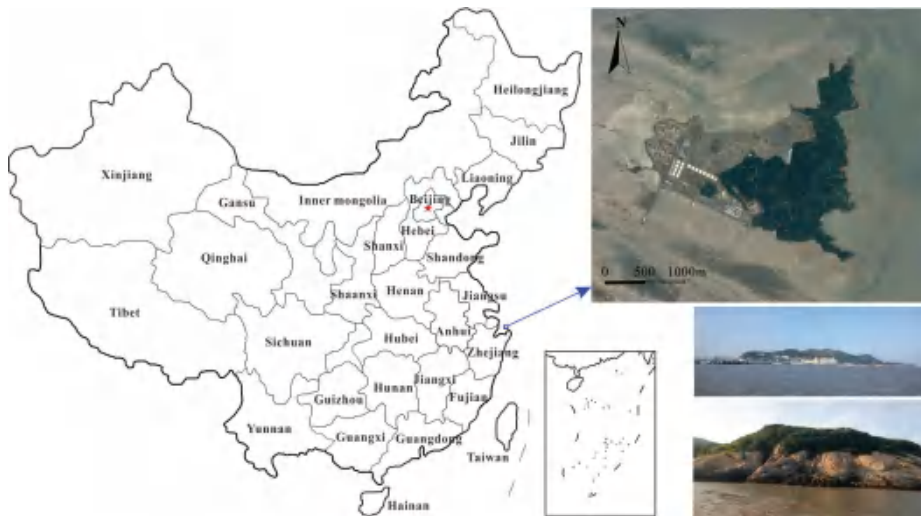 N
Heilongjiang
Jilin
Liaoning
Xinjiang
Gansu
Inner mongolia
Beijing
Hebei
Shanxi
Qinghai
Shandong
0 500 1000m
Shaanxi
Henan
Jiangsu
Tibet
Anhui
Sichuan
Hubei
Zhejiang
Hunan
Jiangxi
Guizhou
Fujian
Yunnan
Guangxi
Guangdong
Taiwan
Hainan